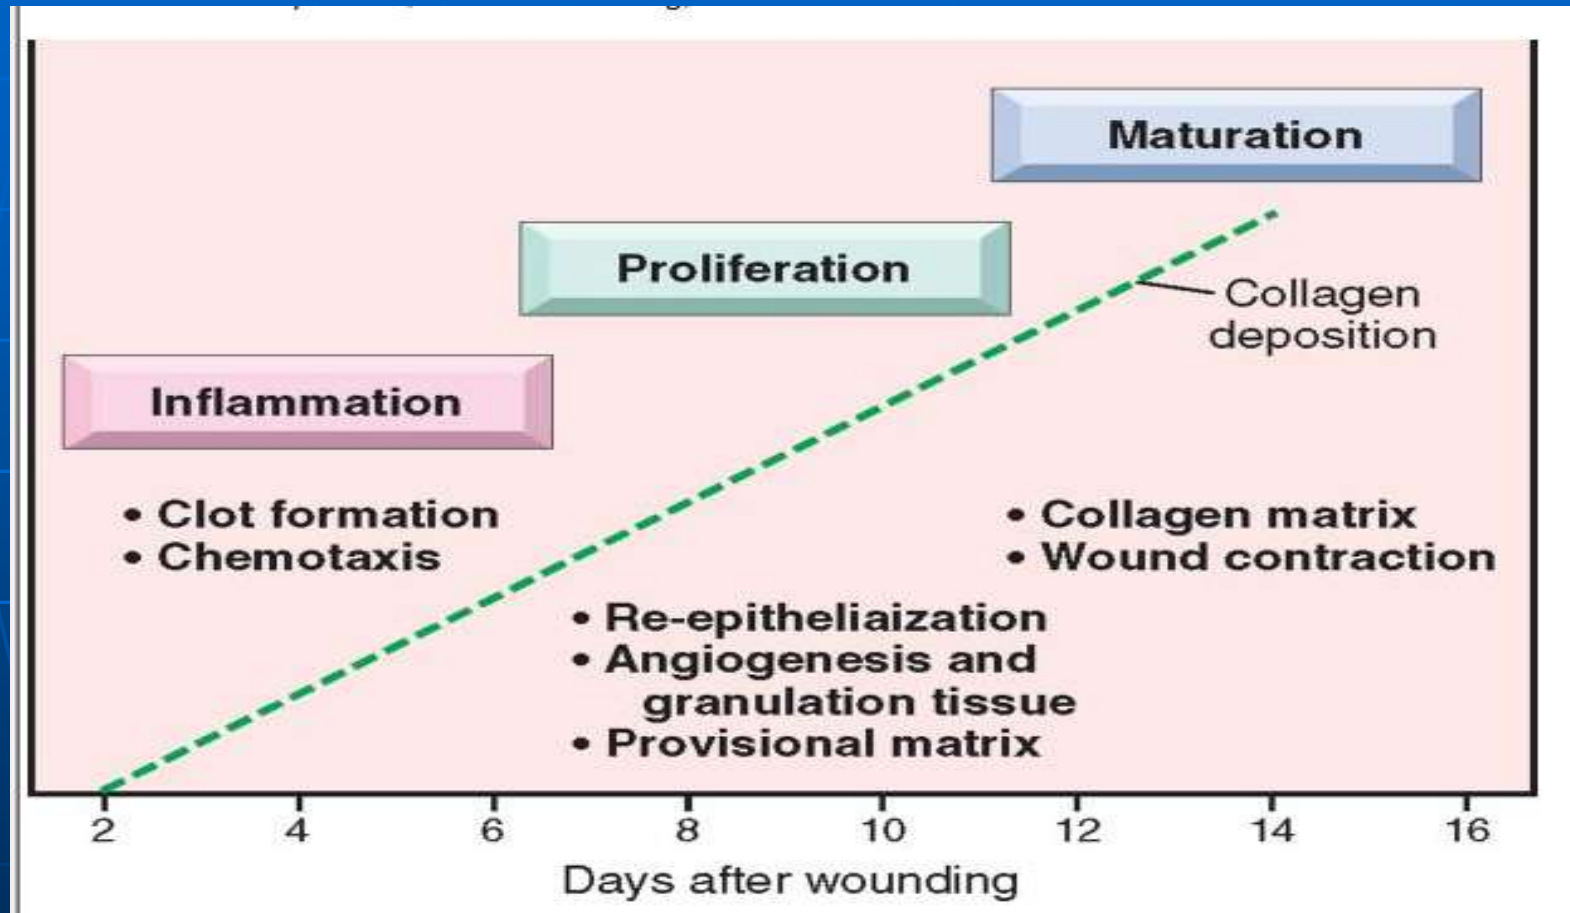 Maturation
Proliferation
Collagen
deposition
Inflammation
• Clot formation
• Chemotaxis
• Collagen matrix
• Wound contraction
• Re-epitheliaization
• Angiogenesis and
granulation tissue
• Provisional matrix
2 4 6 8 10 12 14 16
Days after wounding